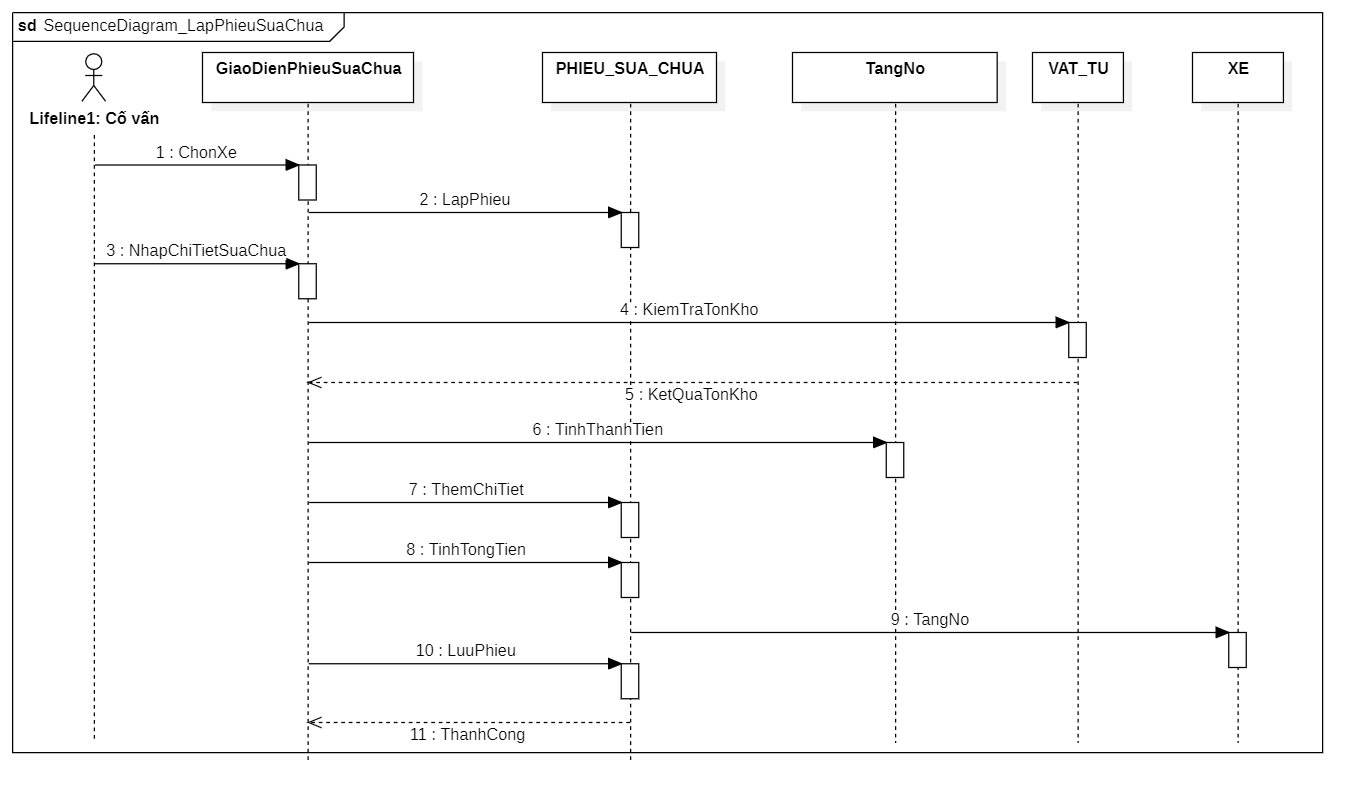 sd SequenceDiagram_LapPhieuSuaChua
Lifeline1: Cố vấn
GiaoDienPhieuSuaChua
PHIEU_SUA_CHUA
TangNo
VAT_TU
XE
1 : ChonXe
2 : LapPhieu
3 : NhapChiTietSuaChua
4 : KiemTraTonKho
5 : KetQuaTonKho
6 : TinhThanhTien
7 : ThemChiTiet
8 : TinhTongTien
9 : TangNo
10 : LuuPhieu
11 : ThanhCong